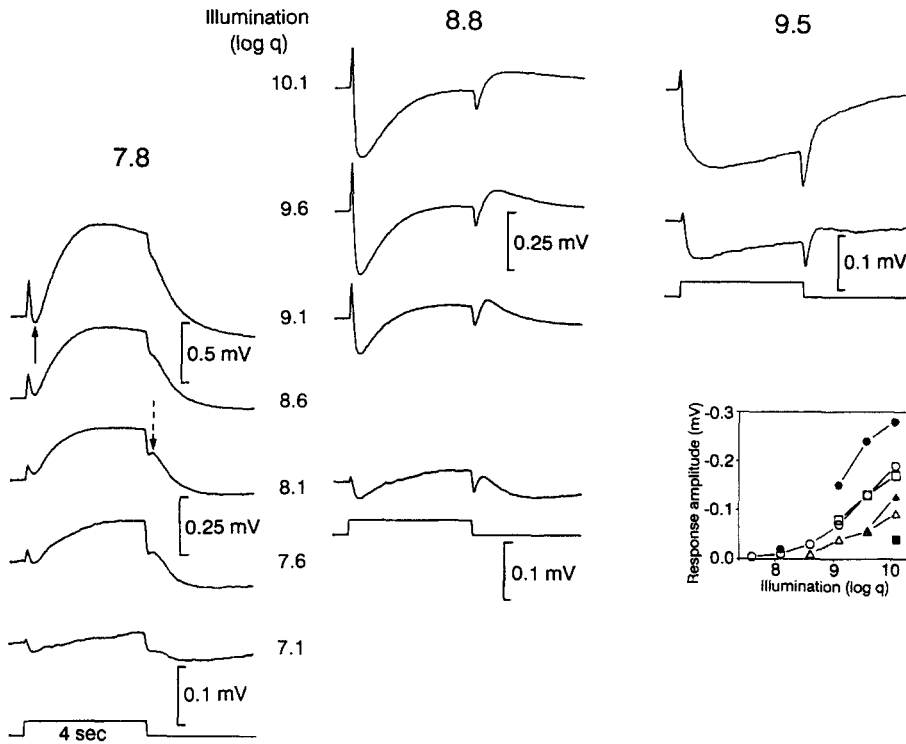 Illumination
(log q)
8.8
9.5
10.1
7.8
9.6
0.25 mV
0.1 mV
9.1
0.5 mV
8.6
8.1
0.25 mV
7.6
0.1 mV
7.1
0.1 mV
4 sec
Response amplitude (mV)
-0.3
-0.2
-0.1
0.0
8
9
10
Illumination (log q)